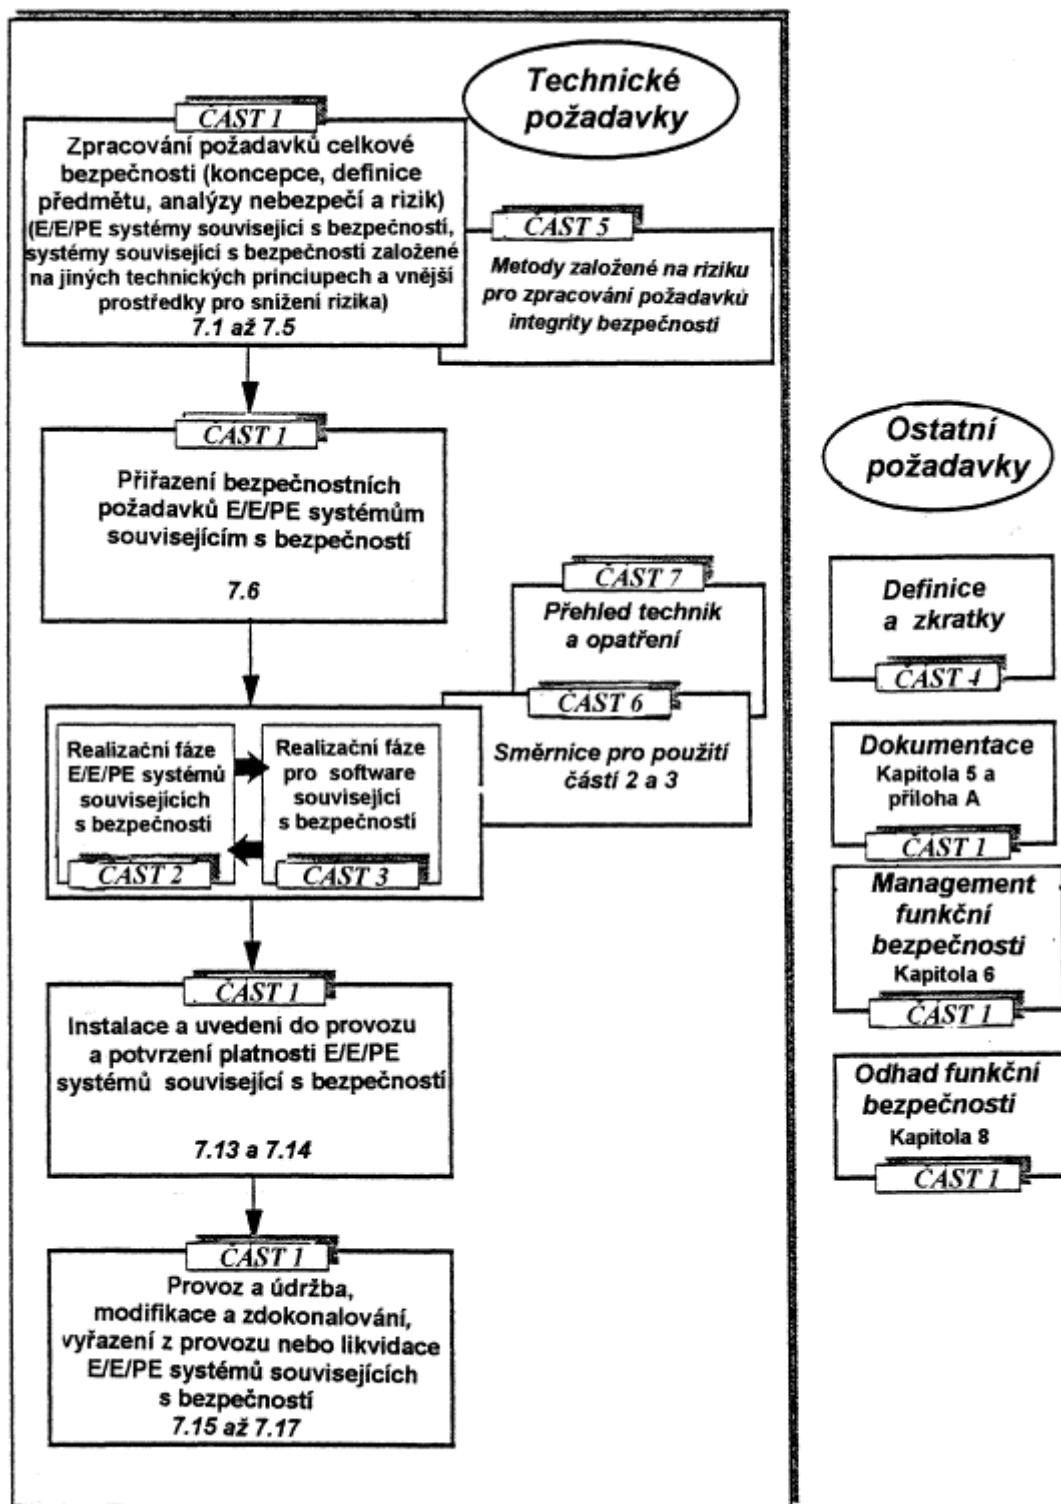 Technické
požadavky
ČÁST 1
Zpracování požadavků celkové
bezpečnosti (koncepce, definice
předmětu, analýzy nebezpečí a rizik)
(E/E/PE systémy související s bezpečností,
systémy související s bezpečností založené
na jiných technických princiupech a vnější
prostředky pro snížení rizika)
7.1 až 7.5
ČÁST 5
Metody založené na riziku
pro zpracování požadavků
integrity bezpečnosti
ČÁST 1
Přiřazení bezpečnostních
požadavků E/E/PE systémům
souvisejícím s bezpečností
7.6
ČÁST 7
Přehled technik
a opatření
ČÁST 6
Směrnice pro použití
částí 2 a 3
Realizační fáze
E/E/PE systémů
souvisejících
s bezpečností
ČÁST 2
Realizační fáze
pro software
související
s bezpečností
ČÁST 3
ČÁST 1
Instalace a uvedení do provozu
a potvrzení platnosti E/E/PE
systémů související s bezpečností
7.13 a 7.14
ČÁST 1
Provoz a údržba,
modifikace a zdokonalování,
vyřazení z provozu nebo likvidace
E/E/PE systémů souvisejících
s bezpečností
7.15 až 7.17
Ostatní
požadavky
Definice
a zkratky
ČÁST 4
Dokumentace
Kapitola 5 a
příloha A
ČÁST 1
Management
funkční
bezpečnosti
Kapitola 6
ČÁST 1
Odhad funkční
bezpečnosti
Kapitola 8
ČÁST 1